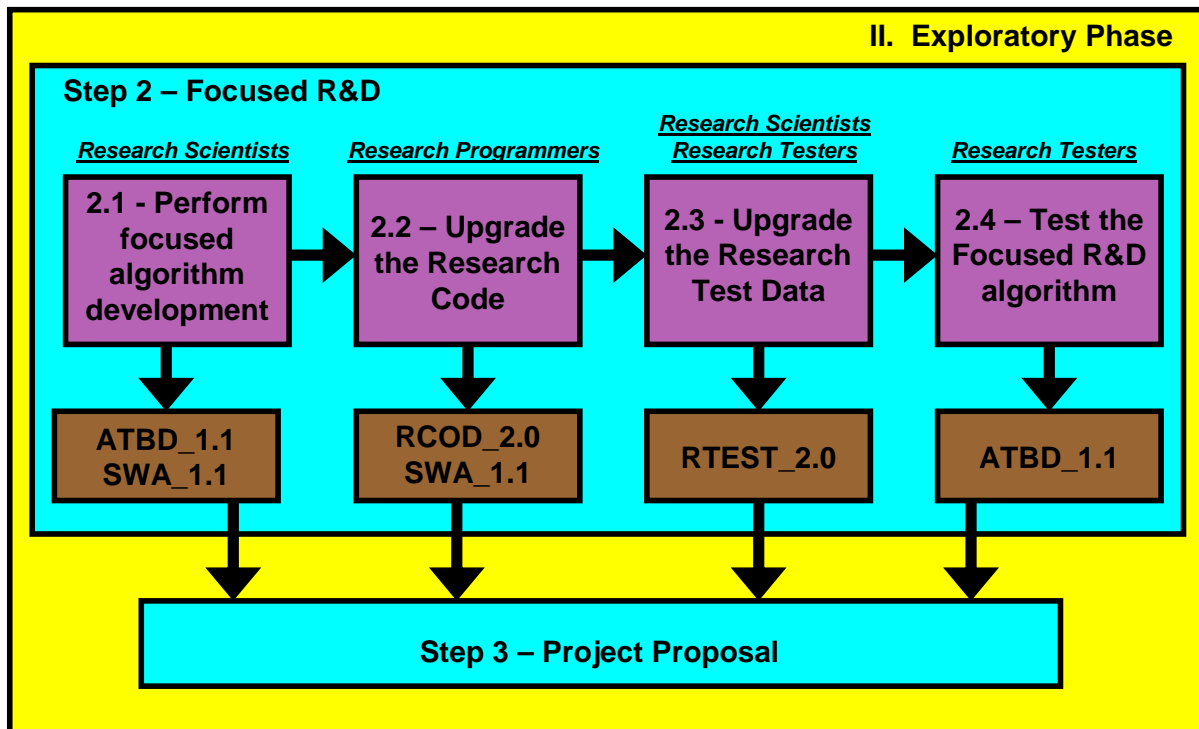 II. Exploratory Phase
Step 2 – Focused R&D
Research Scientists
Research Programmers
Research Scientists
Research Testers
Research Testers
2.1 - Perform
focused
algorithm
development
2.2 – Upgrade
the Research
Code
2.3 - Upgrade
the Research
Test Data
2.4 – Test the
Focused R&D
algorithm
ATBD_1.1
SWA_1.1
RCOD_2.0
SWA_1.1
RTEST_2.0
ATBD_1.1
Step 3 – Project Proposal